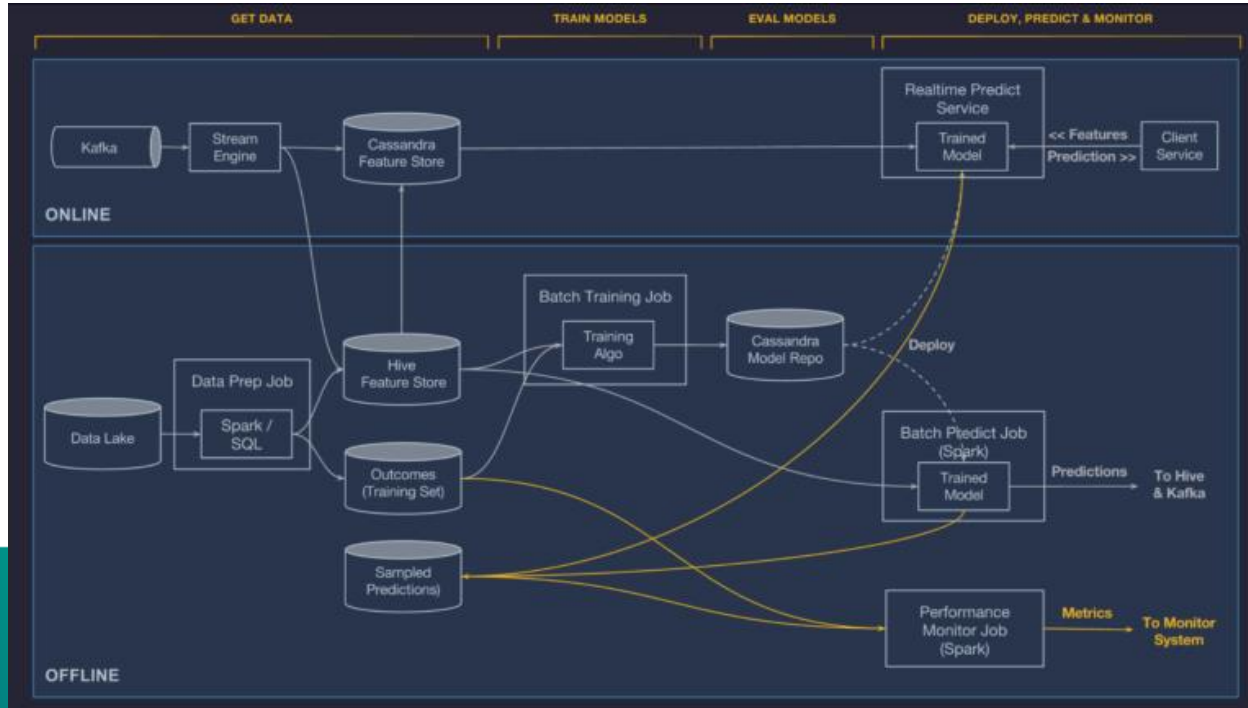 GET DATA
TRAIN MODELS
EVAL MODELS
DEPLOY, PREDICT & MONITOR
Kafka
Stream
Engine
Cassandra
Feature Store
Realtime Predict
Service
Trained
Model
<< Features
Prediction >>
Client
Service
ONLINE
Data Lake
Data Prep Job
Spark /
SQL
Hive
Feature Store
Outcomes
(Training Set)
Sampled
Predictions)
Batch Training Job
Training
Algo
Cassandra
Model Repo
Deploy
Batch Predict Job
(Spark)
Trained
Model
Predictions
To Hive
& Kafka
Performance
Monitor Job
(Spark)
Metrics
To Monitor
System
OFFLINE